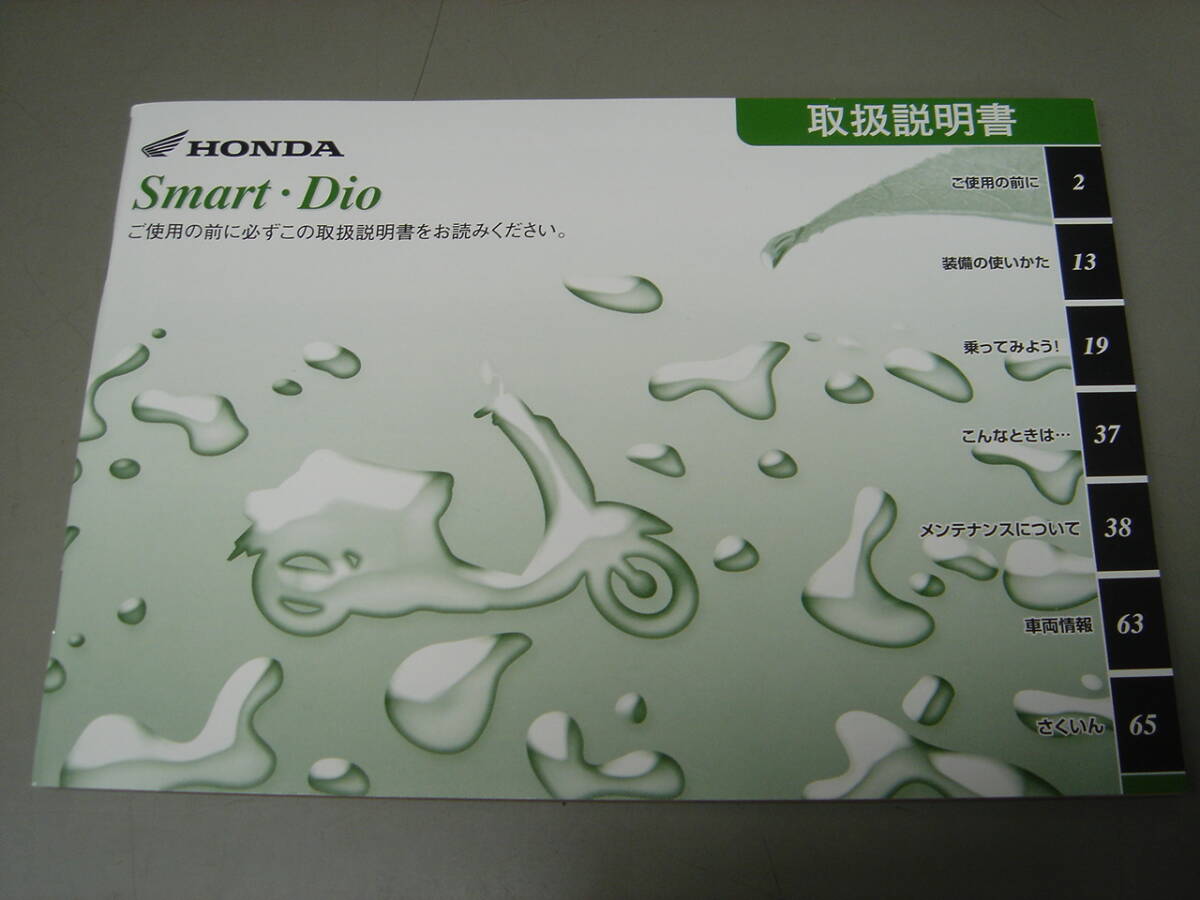 取扱説明書
HONDA
Smart・Dio
ご使用の前に必ずこの取扱説明書をお読みください。
ご使用の前に 2
装備の使いかた 13
乗ってみよう! 19
こんなときは… 37
メンテナンスについて 38
車両情報 63
さくいん 65